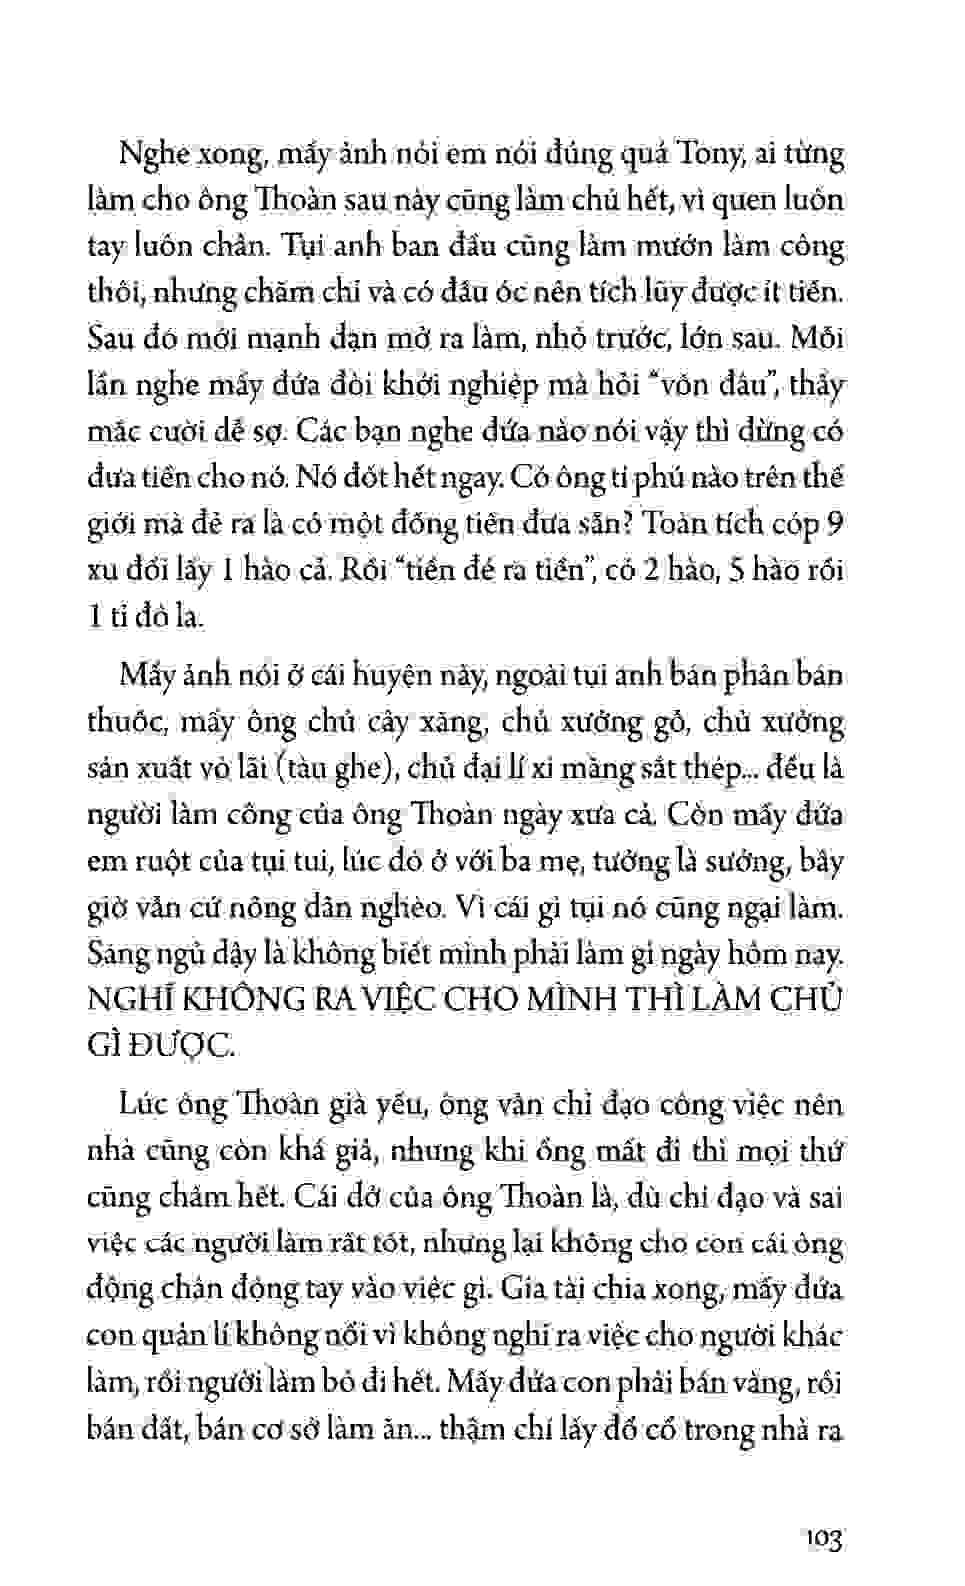 Nghe xong, mấy ảnh nói em nói đúng quá Tony, ai từng
làm cho ông Thoàn sau này cũng làm chủ hết, vì quen luôn
tay luôn chân. Tụi anh ban đầu cũng làm mướn làm công
thôi, nhưng chăm chỉ và có đầu óc nên tích lũy được ít tiền.
Sau đó mới mạnh dạn mở ra làm, nhỏ trước, lớn sau. Mỗi
lần nghe mấy đứa đòi khởi nghiệp mà hỏi “vốn đâu”, thấy
mắc cười dễ sợ. Các bạn nghe đứa nào nói vậy thì đừng có
đưa tiền cho nó. Nó đốt hết ngay. Có ông tỉ phú nào trên thế
giới mà đẻ ra là có một đống tiền đưa sẵn? Toàn tích cóp 9
xu đổi lấy 1 hào cả. Rồi “tiền đẻ ra tiền”, có 2 hào, 5 hào rồi
1 tỉ đô la.
Mấy ảnh nói ở cái huyện này, ngoài tụi anh bán phân bán
thuốc, mấy ông chủ cây xăng, chủ xưởng gỗ, chủ xưởng
sản xuất vỏ lãi (tàu ghe), chủ đại lí xi măng sắt thép... đều là
người làm công của ông Thoàn ngày xưa cả. Còn mấy đứa
em ruột của tụi tui, lúc đó ở với ba mẹ, tưởng là sướng, bây
giờ vẫn cứ nông dân nghèo. Vì cái gì tụi nó cũng ngại làm.
Sáng ngủ dậy là không biết mình phải làm gì ngày hôm nay.
NGHĨ KHÔNG RA VIỆC CHO MÌNH THÌ LÀM CHỦ
GÌ ĐƯỢC.
Lúc ông Thoàn già yếu, ông vẫn chỉ đạo công việc nên
nhà cũng còn khá giả, nhưng khi ổng mất đi thì mọi thứ
cũng chấm hết. Cái dở của ông Thoàn là, dù chỉ đạo và sai
việc các người làm rất tốt, nhưng lại không cho con cái ông
động chân động tay vào việc gì. Gia tài chia xong, mấy đứa
con quản lí không nổi vì không nghĩ ra việc cho người khác
làm, rồi người làm bỏ đi hết. Mấy đứa con phải bán vàng, rồi
bán đất, bán cơ sở làm ăn... thậm chí lấy đồ cổ trong nhà ra
103